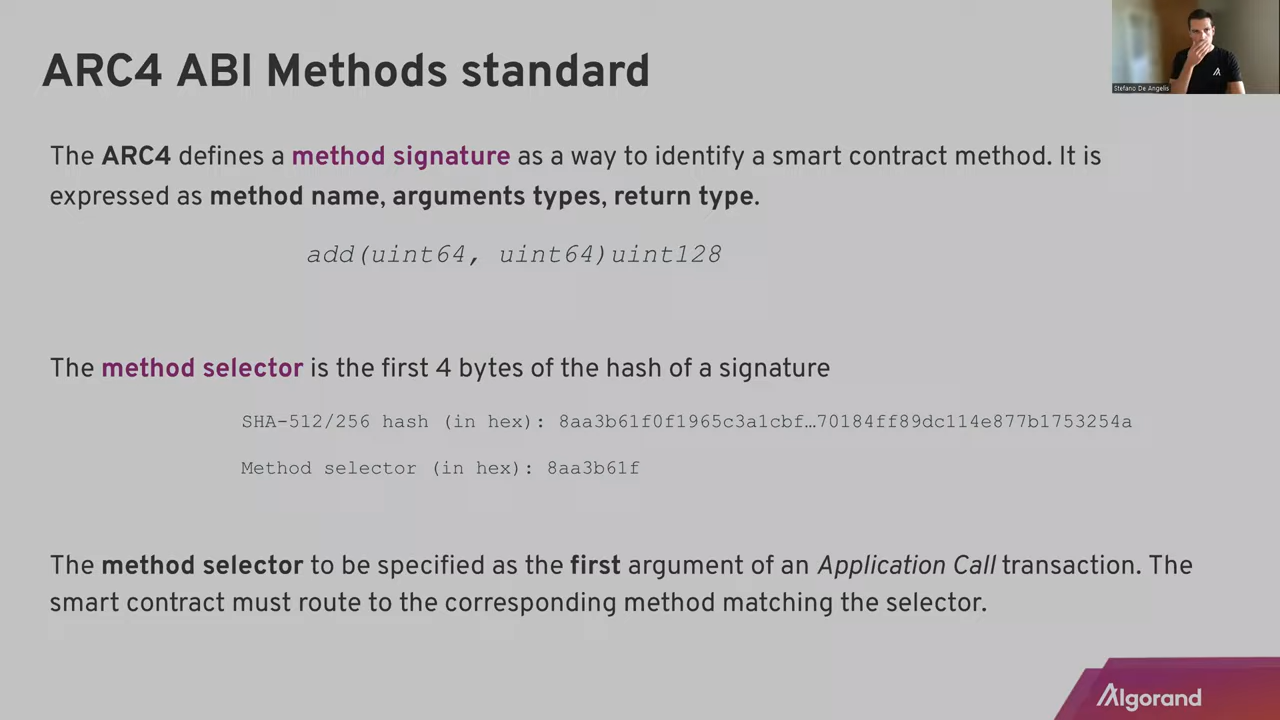 ARC4 ABI Methods standard
Stefano De Angelis
The ARC4 defines a method signature as a way to identify a smart contract method. It is
expressed as method name, arguments types, return type.
add(uint64, uint64)uint128
The method selector is the first 4 bytes of the hash of a signature
SHA-512/256 hash (in hex): 8aa3b61f0f1965c3a1cbf…70184ff89dc114e877b1753254a
Method selector (in hex): 8aa3b61f
The method selector to be specified as the first argument of an Application Call transaction. The
smart contract must route to the corresponding method matching the selector.
Algorand